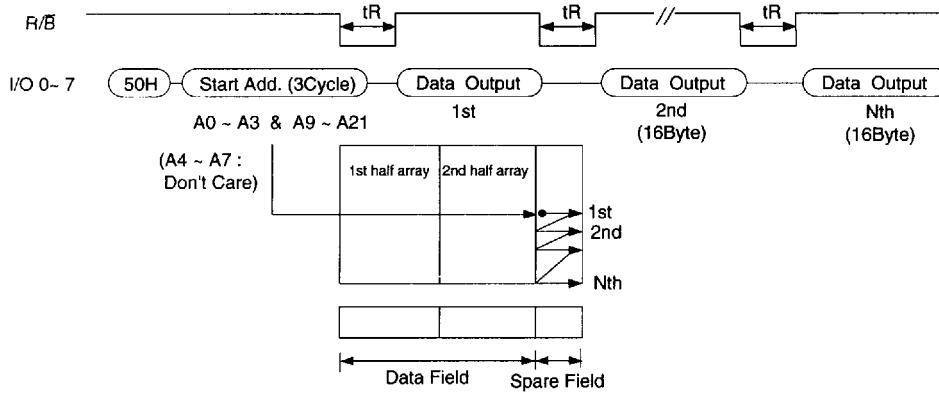 tR tR tR
R/B̅
I/O 0~ 7 50H Start Add. (3Cycle) Data Output Data Output Data Output
1st 2nd Nth
(16Byte) (16Byte)
A0 ~ A3 & A9 ~ A21
(A4 ~ A7 :
Don't Care)
1st half array 2nd half array
1st
2nd
Nth
Data Field Spare Field